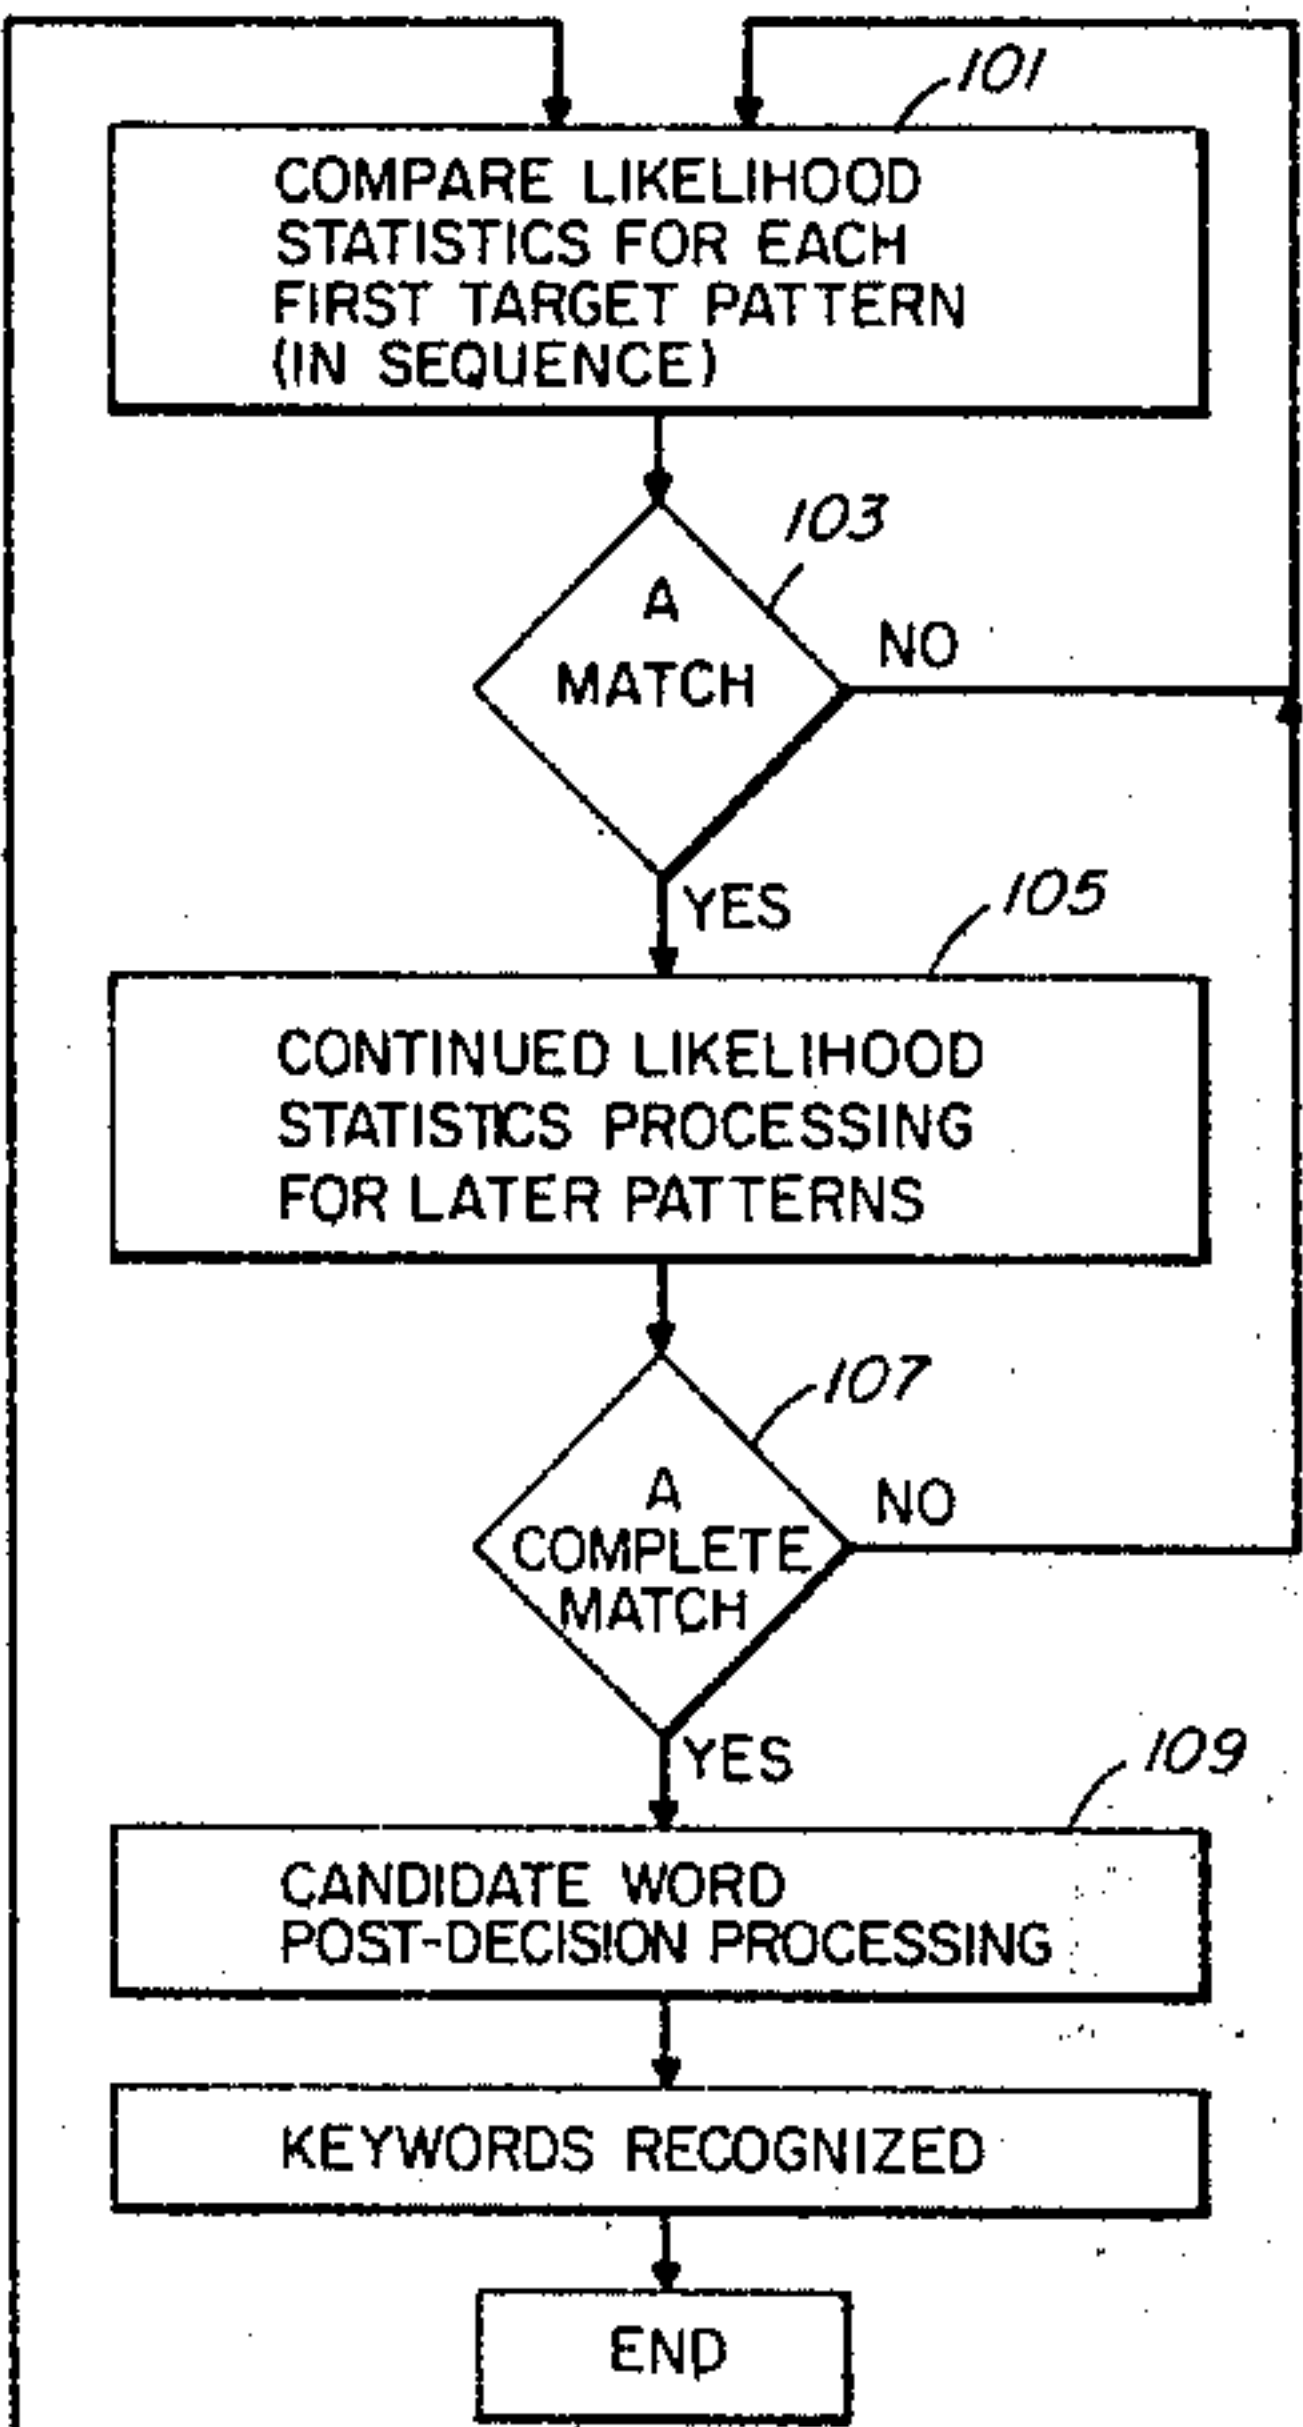 101
COMPARE LIKELIHOOD
STATISTICS FOR EACH
FIRST TARGET PATTERN
(IN SEQUENCE)
103
A
MATCH
NO
YES
105
CONTINUED LIKELIHOOD
STATISTICS PROCESSING
FOR LATER PATTERNS
107
A
COMPLETE
MATCH
NO
YES
109
CANDIDATE WORD
POST-DECISION PROCESSING
KEYWORDS RECOGNIZED
END